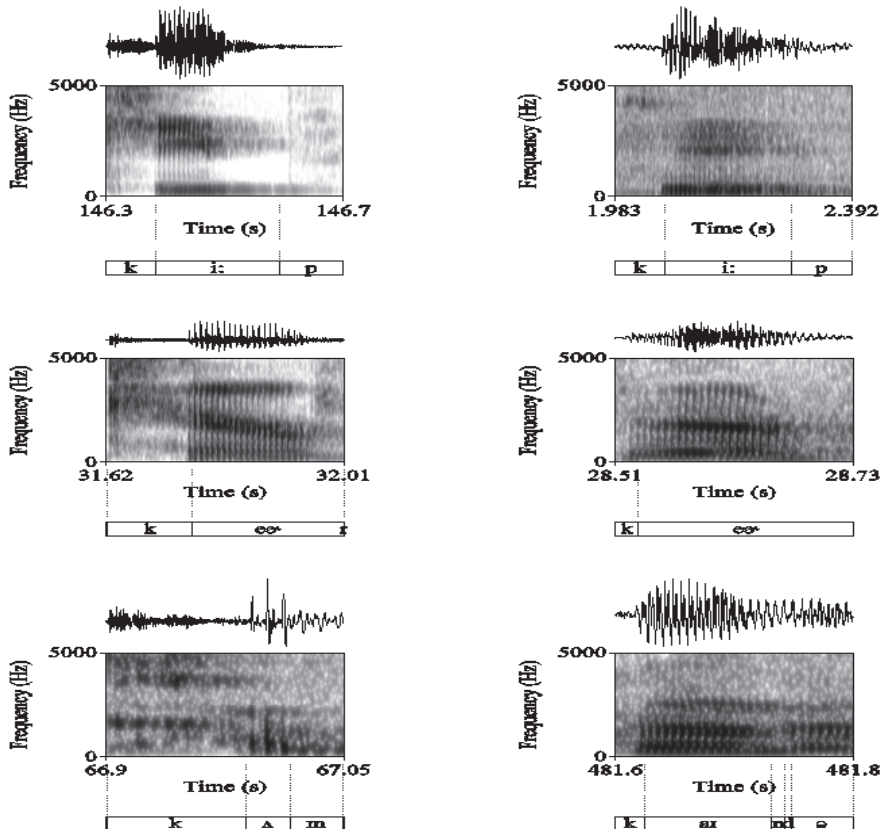 5000
Frequency (Hz)
0
146.3
146.7
Time (s)
k i: p
5000
Frequency (Hz)
0
1.983
2.392
Time (s)
k i: p
5000
Frequency (Hz)
0
31.62
32.01
Time (s)
k eɚ r
5000
Frequency (Hz)
0
28.51
28.73
Time (s)
k eɚ
5000
Frequency (Hz)
0
66.9
67.05
Time (s)
k ʌ m
5000
Frequency (Hz)
0
481.6
481.8
Time (s)
k aɪ n d ə